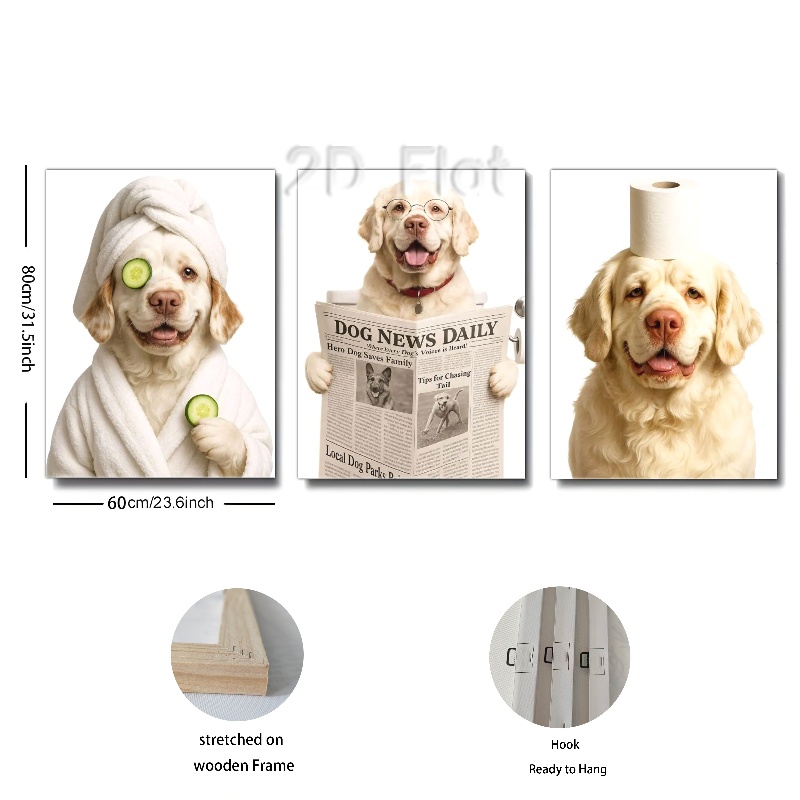 2D Flat
80cm/31.5inch
DOG NEWS DAILY
Where Every Dog's Voice is Heard!
Hero Dog Saves Family
Tips for Chasing
Tail
Local Dog Parks
60cm/23.6inch
stretched on
wooden Frame
Hook
Ready to Hang